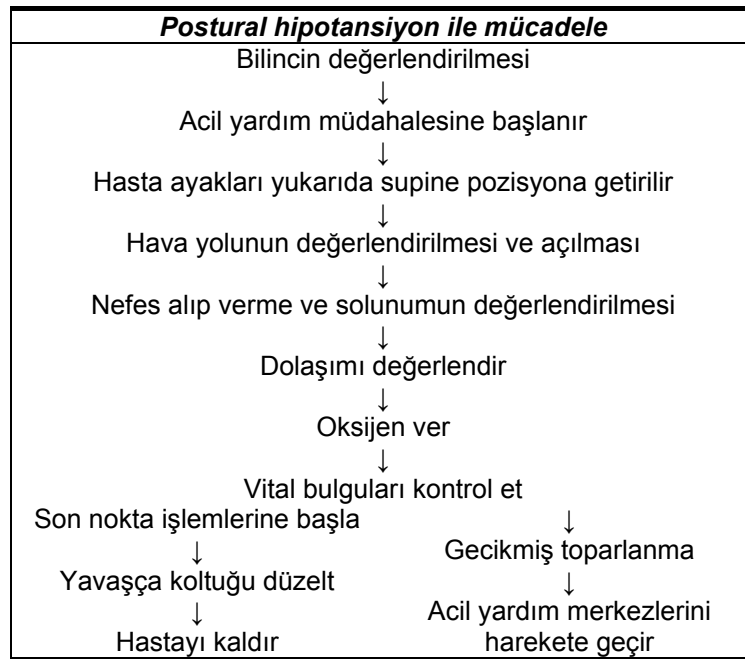 Postural hipotansiyon ile mücadele
Bilincin değerlendirilmesi
↓
Acil yardım müdahalesine başlanır
↓
Hasta ayakları yukarıda supine pozisyona getirilir
↓
Hava yolunun değerlendirilmesi ve açılması
↓
Nefes alıp verme ve solunumun değerlendirilmesi
↓
Dolaşımı değerlendir
↓
Oksijen ver
↓
Vital bulguları kontrol et
Son nokta işlemlerine başla
↓
Yavaşça koltuğu düzelt
↓
Hastayı kaldır
↓
Gecikmiş toparlanma
↓
Acil yardım merkezlerini
harekete geçir